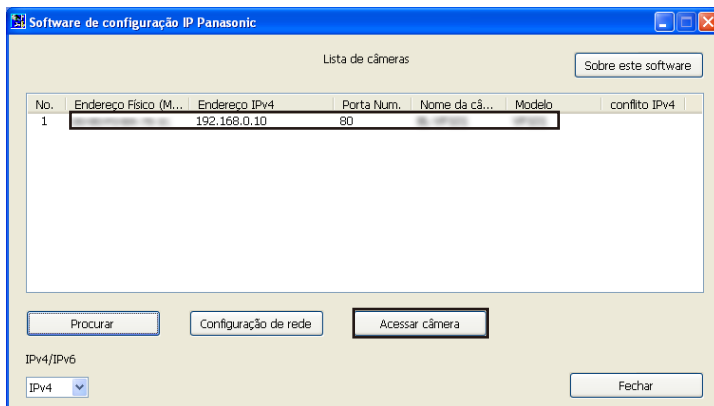 Software de configuração IP Panasonic
Lista de câmeras
Sobre este software
No. Endereço Físico (M... Endereço IPv4 Porta Num. Nome da câ... Modelo conflito IPv4
1 192.168.0.10 80
Procurar Configuração de rede Acessar câmera
IPv4/IPv6
IPv4 Fechar